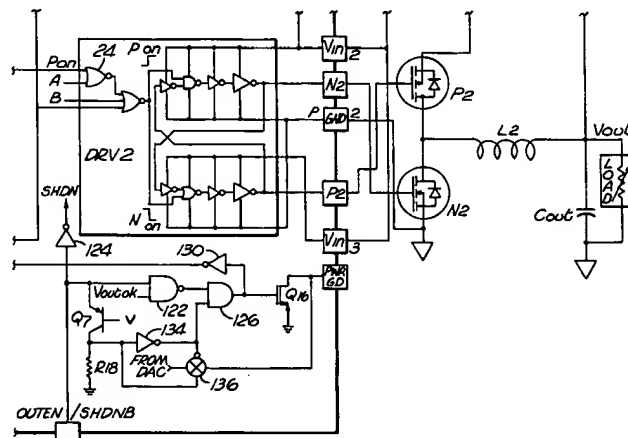 Pon
24
A
B
P on
DRV2
N on
Vin
2
N2
P
GND
2
P2
Vin
3
PWR
GD
P2
N2
L2
Vout
LOAD
Cout
SHDN
124
130
Voutok
122
126
Q16
Q7
V
134
FROM
DAC
136
R18
OUTEN /SHDNB